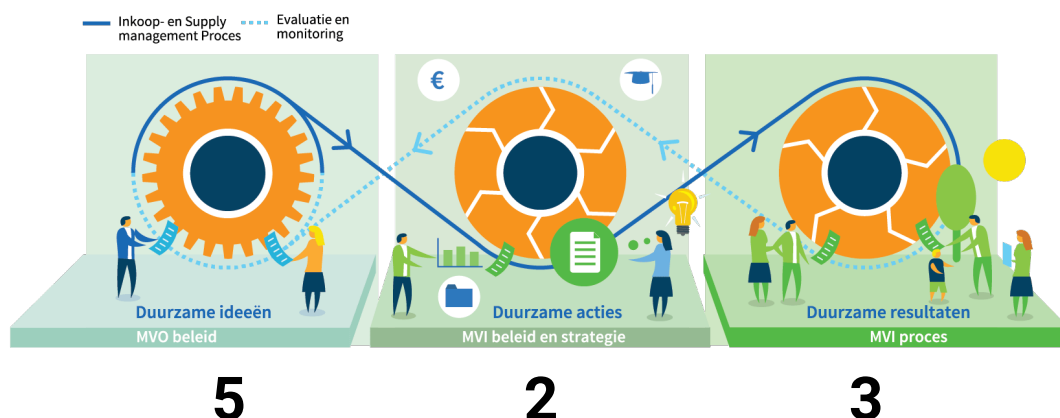 Inkoop- en Supply
management Proces
Evaluatie en
monitoring
€
Duurzame ideeën
MVO beleid
Duurzame acties
MVI beleid en strategie
Duurzame resultaten
MVI proces
5
2
3